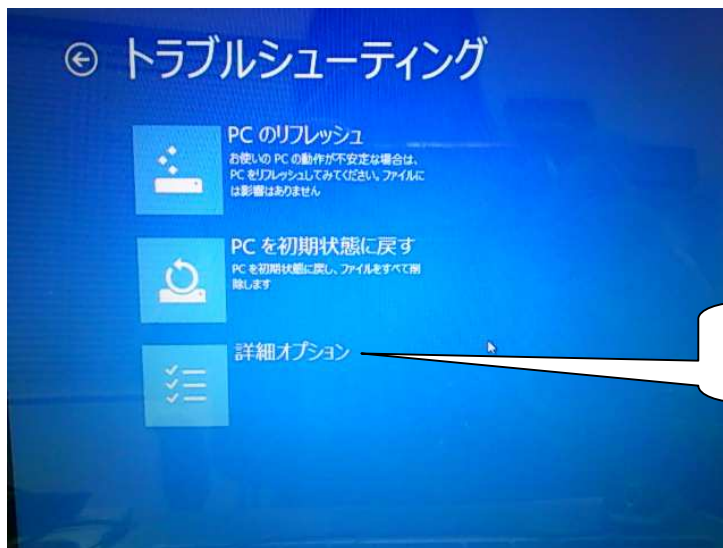 トラブルシューティング
PC のリフレッシュ
お使いの PC の動作が不安定な場合は、
PC をリフレッシュしてみてください。ファイルに
は影響はありません
PC を初期状態に戻す
PC を初期状態に戻し、ファイルをすべて削
除します
詳細オプション